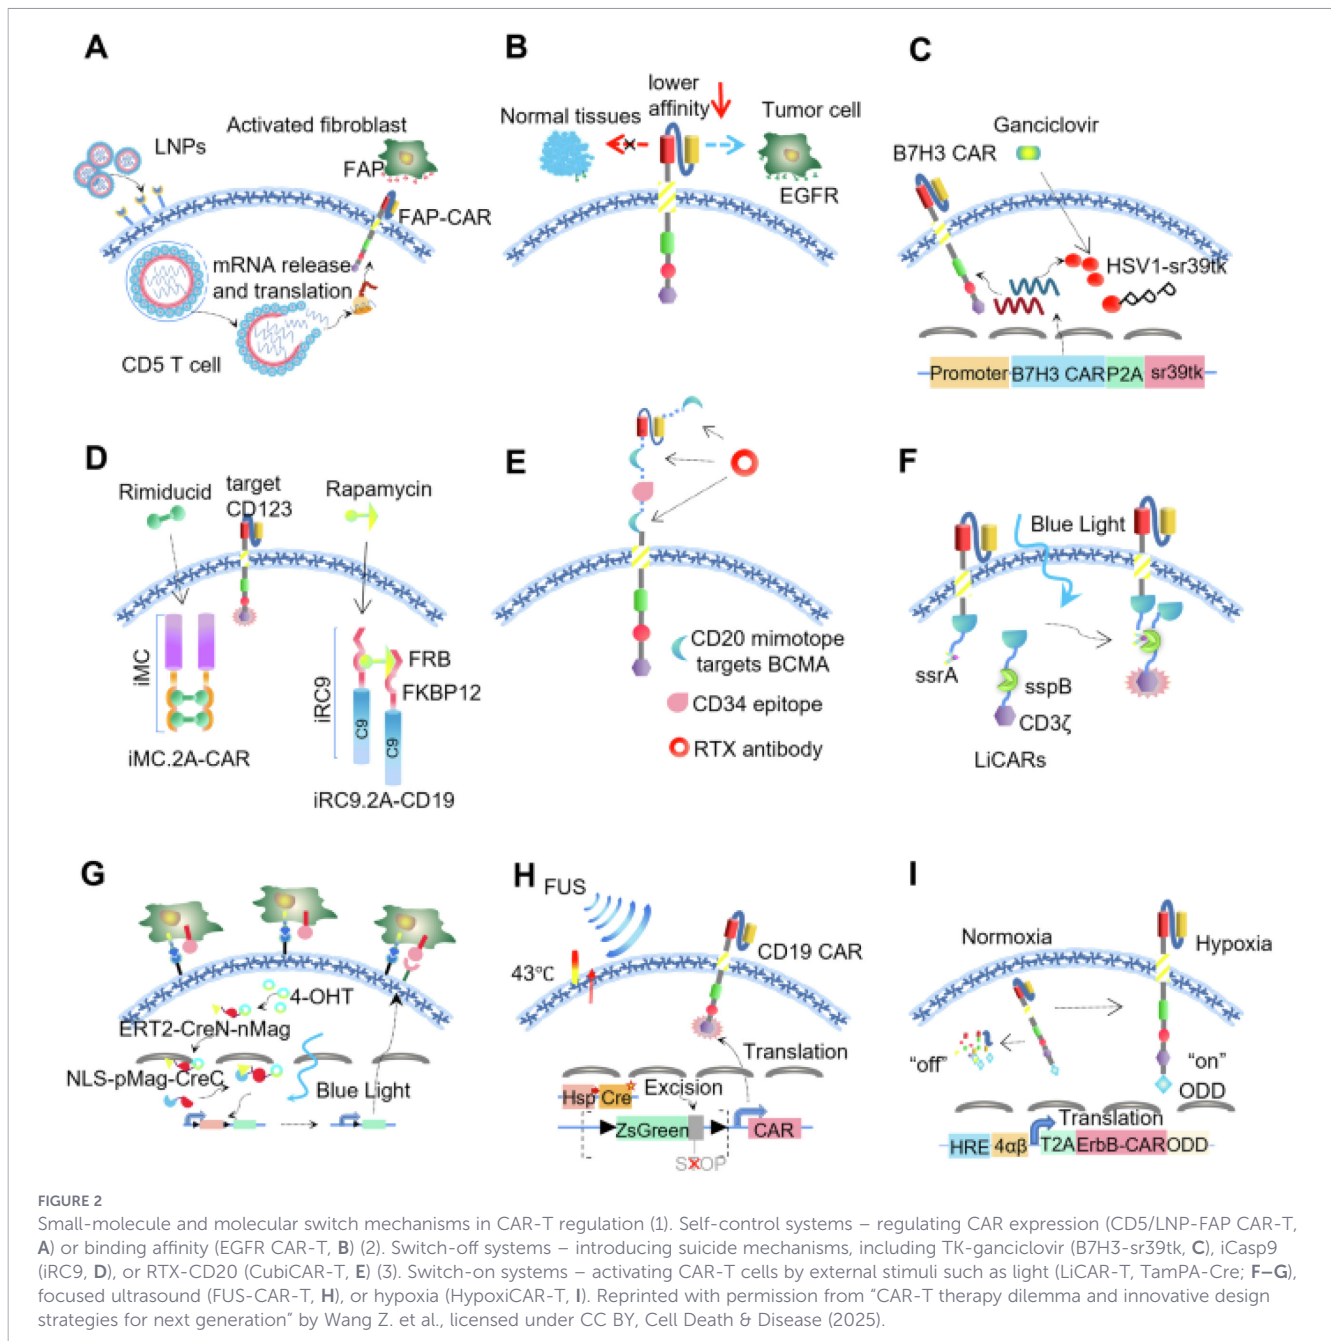 A
LNPs
Activated fibroblast
FAP
FAP-CAR
mRNA release
and translation
CD5 T cell
B
Normal tissues
lower
affinity
Tumor cell
EGFR
C
Ganciclovir
B7H3 CAR
HSV1-sr39tk
Promoter
B7H3 CAR
P2A
sr39tk
D
Rimiducid
target
CD123
Rapamycin
iMC
iMC.2A-CAR
iRC9
FRB
FKBP12
C9
C9
iRC9.2A-CD19
E
CD20 mimotope
targets BCMA
CD34 epitope
RTX antibody
F
Blue Light
ssrA
sspB
CD3ζ
LiCARs
G
4-OHT
ERT2-CreN-nMag
NLS-pMag-CreC
Blue Light
H
FUS
43℃
CD19 CAR
Translation
Excision
Hsp
Cre
ZsGreen
CAR
STOP
I
Normoxia
Hypoxia
“off”
“on”
ODD
Translation
HRE
4αβ
T2A
ErbB-CAR
ODD
FIGURE 2
Small-molecule and molecular switch mechanisms in CAR-T regulation (1). Self-control systems – regulating CAR expression (CD5/LNP-FAP CAR-T,
A) or binding affinity (EGFR CAR-T, B) (2). Switch-off systems – introducing suicide mechanisms, including TK-ganciclovir (B7H3-sr39tk, C), iCasp9
(iRC9, D), or RTX-CD20 (CubiCAR-T, E) (3). Switch-on systems – activating CAR-T cells by external stimuli such as light (LiCAR-T, TamPA-Cre; F–G),
focused ultrasound (FUS-CAR-T, H), or hypoxia (HypoxiCAR-T, I). Reprinted with permission from “CAR-T therapy dilemma and innovative design
strategies for next generation” by Wang Z. et al., licensed under CC BY, Cell Death & Disease (2025).